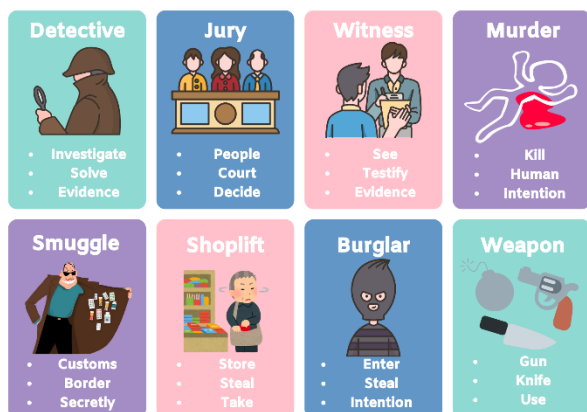 Detective
• Investigate
• Solve
• Evidence
Jury
• People
• Court
• Decide
Witness
• See
• Testify
• Evidence
Murder
• Kill
• Human
• Intention
Smuggle
• Customs
• Border
• Secretly
Shoplift
• Store
• Steal
• Take
Burglar
• Enter
• Steal
• Intention
Weapon
• Gun
• Knife
• Use